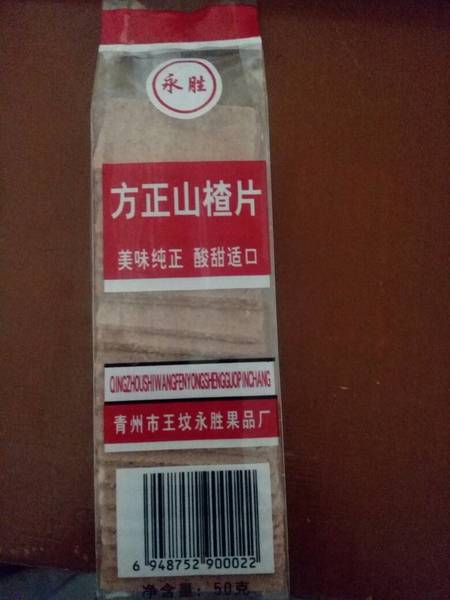 永胜
方正山楂片
美味纯正 酸甜适口
QINGZHOUSHIWANGFENYONGSHENGGUOPINCHANG
青州市王坟永胜果品厂
6 948752 900022
净含量：50克